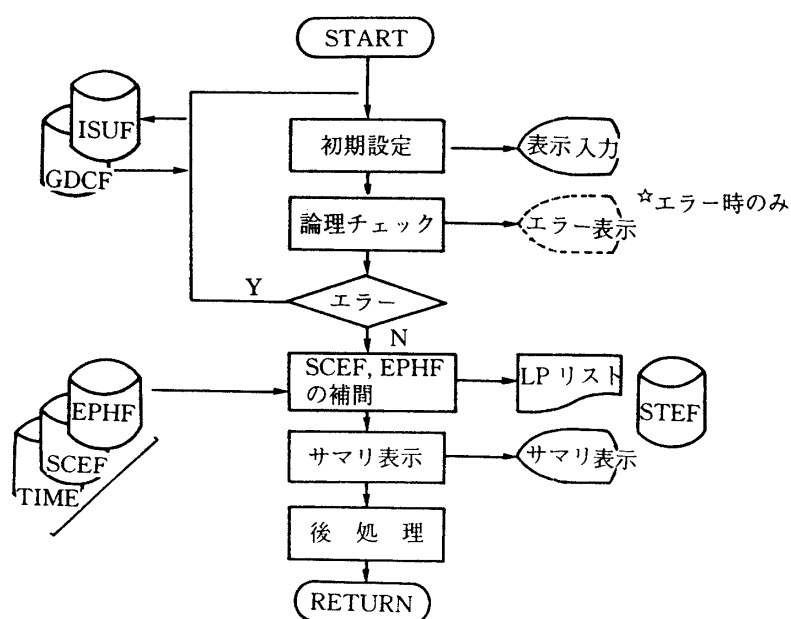 START
ISUF
GDCF
初期設定
表示入力
論理チェック
エラー表示
☆エラー時のみ
Y
エラー
N
EPHF
SCEF
TIME
SCEF, EPHF
の補間
LPリスト
STEF
サマリ表示
サマリ表示
後 処 理
RETURN